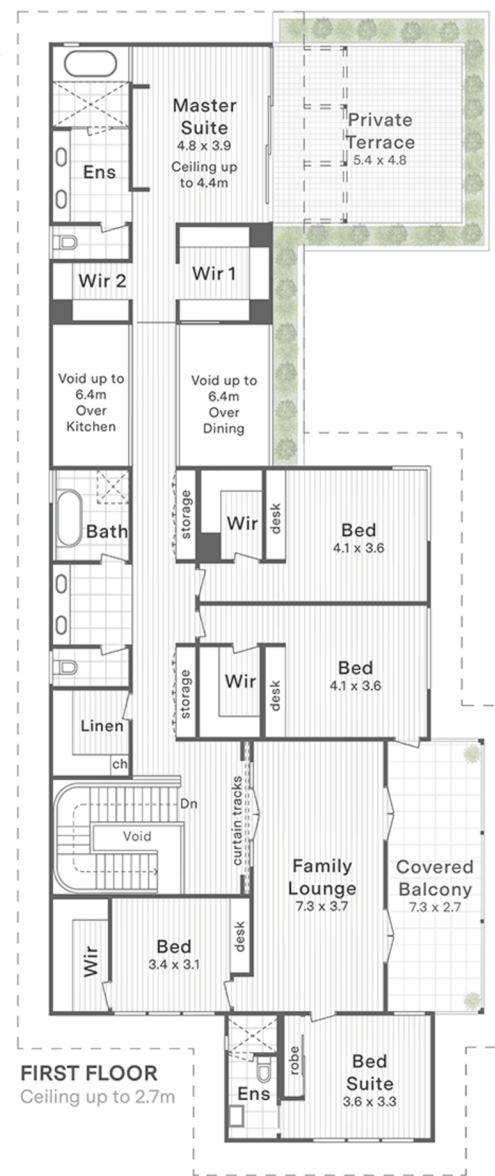 Master
Suite
4.8 x 3.9
Ceiling up
to 4.4m
Private
Terrace
5.4 x 4.8
Ens
Wir 2
Wir 1
Void up to
6.4m
Over
Kitchen
Void up to
6.4m
Over
Dining
Bath
storage
Wir
desk
Bed
4.1 x 3.6
Bed
4.1 x 3.6
storage
Wir
desk
Linen
ch
Dn
Void
curtain tracks
Family
Lounge
7.3 x 3.7
Covered
Balcony
7.3 x 2.7
Wir
Bed
3.4 x 3.1
desk
FIRST FLOOR
Ceiling up to 2.7m
Ens
robe
Bed
Suite
3.6 x 3.3